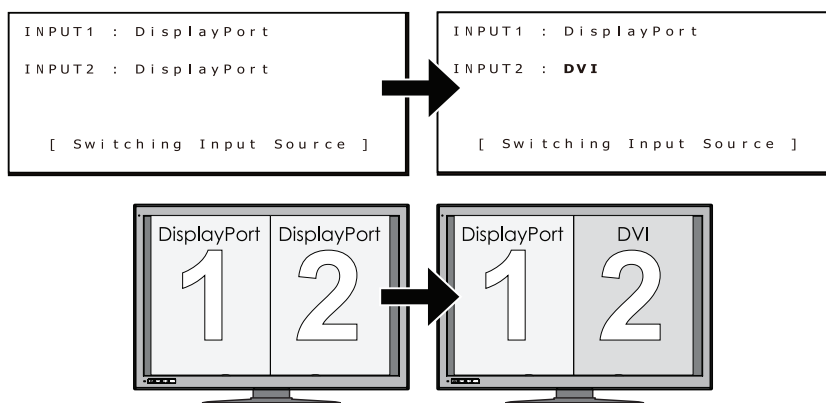 INPUT1 : DisplayPort
INPUT2 : DisplayPort
[ Switching Input Source ]
INPUT1 : DisplayPort
INPUT2 : DVI
[ Switching Input Source ]
DisplayPort DisplayPort
1 2
DisplayPort DVI
1 2